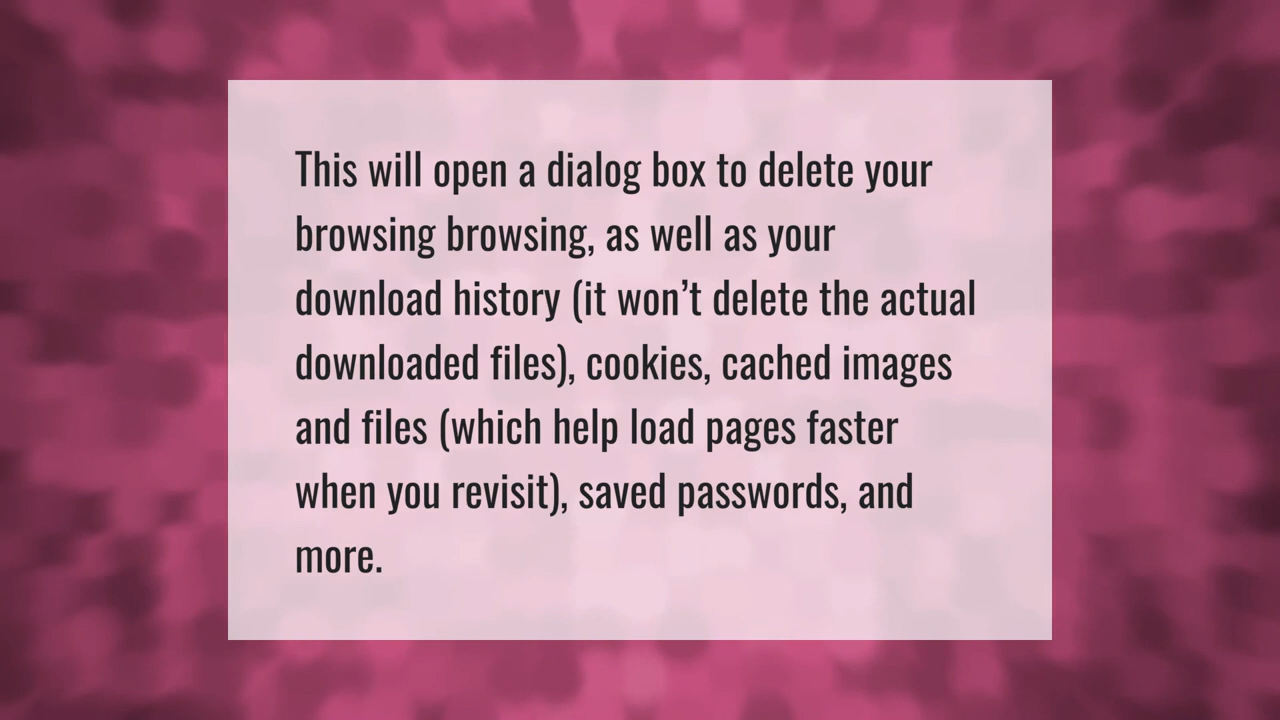 This will open a dialog box to delete your
browsing browsing, as well as your
download history (it won’t delete the actual
downloaded files), cookies, cached images
and files (which help load pages faster
when you revisit), saved passwords, and
more.